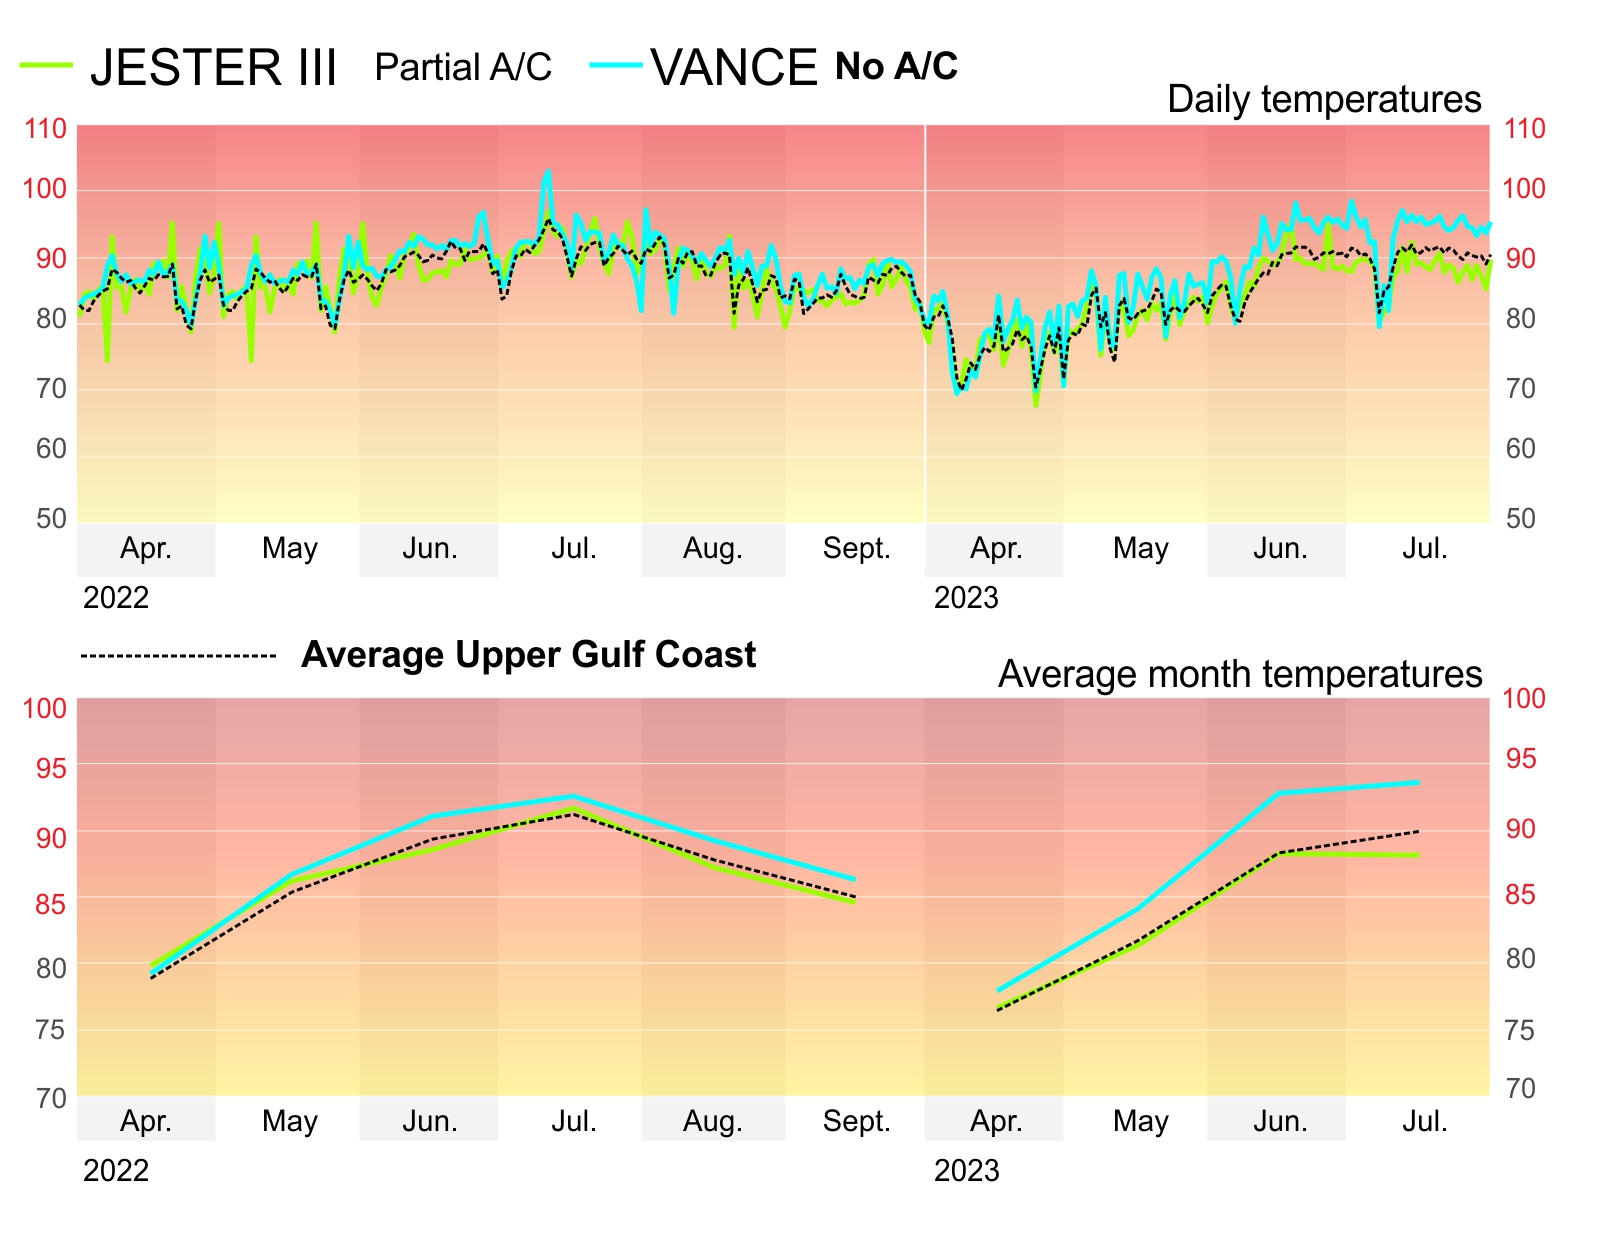 JESTER III Partial A/C VANCE No A/C
Daily temperatures
110 110
100 100
90 90
80 80
70 70
60 60
50 50
Apr. May Jun. Jul. Aug. Sept. Apr. May Jun. Jul.
2022 2023
Average Upper Gulf Coast
Average month temperatures
100 100
95 95
90 90
85 85
80 80
75 75
70 70
Apr. May Jun. Jul. Aug. Sept. Apr. May Jun. Jul.
2022 2023